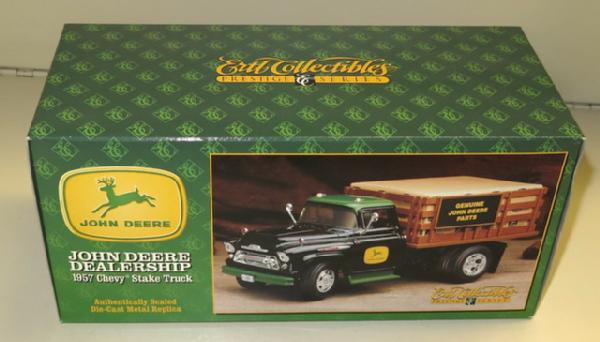 Ertl Collectibles
PRESTIGE SERIES
JOHN DEERE
JOHN DEERE
DEALERSHIP
1957 Chevy® Stake Truck
Authentically Scaled
Die-Cast Metal Replica
GENUINE
JOHN DEERE
PARTS
Ertl Collectibles
PRESTIGE SERIES